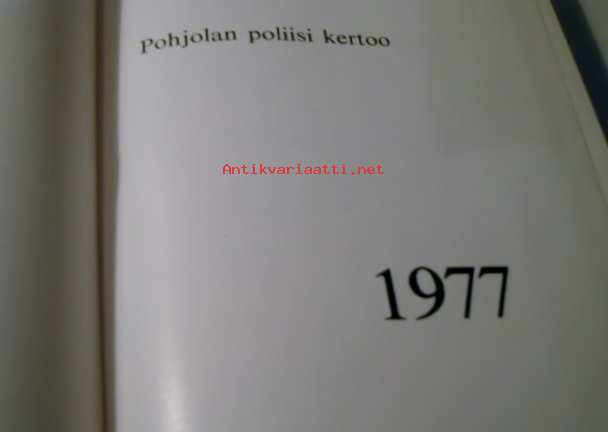 Pohjolan poliisi kertoo
Antikvariaatti.net
1977